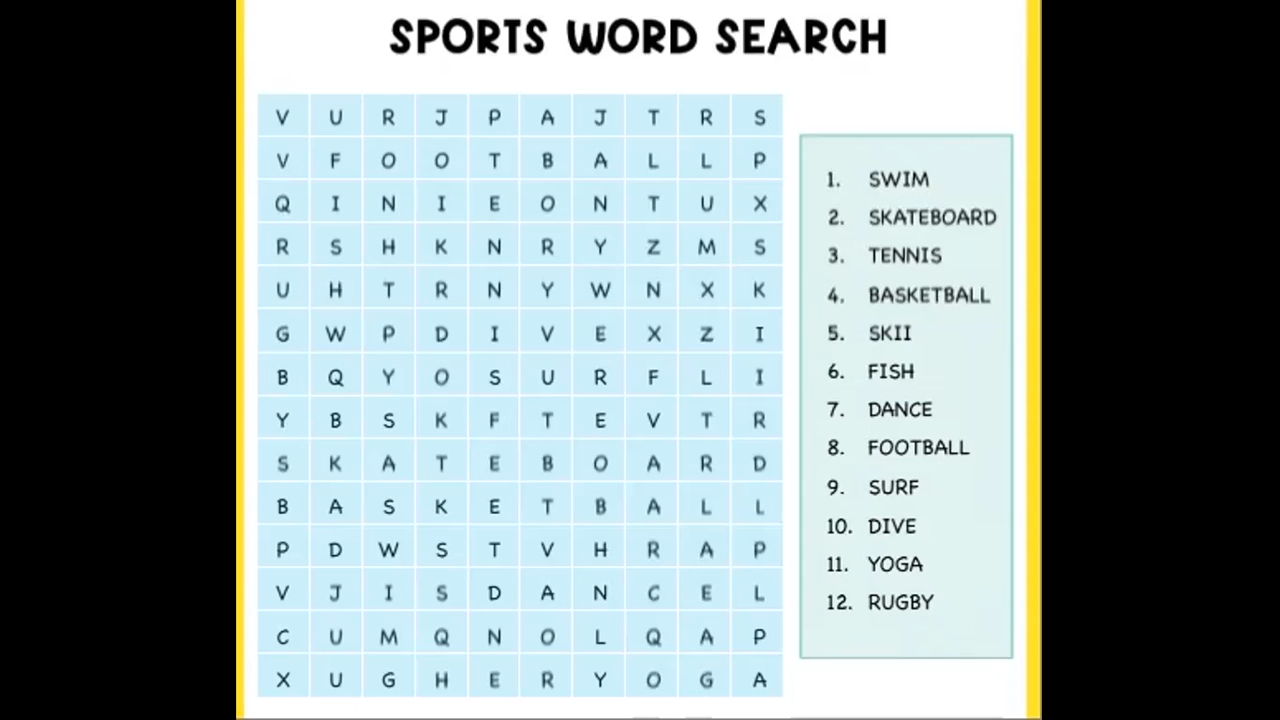 SPORTS WORD SEARCH
V U R J P A J T R S
V F O O T B A L L P
Q I N I E O N T U X
R S H K N R Y Z M S
U H T R N Y W N X K
G W P D I V E X Z I
B Q Y O S U R F L I
Y B S K F T E V T R
S K A T E B O A R D
B A S K E T B A L L
P D W S T V H R A P
V J I S D A N C E L
C U M Q N O L Q A P
X U G H E R Y O G A
1. SWIM
2. SKATEBOARD
3. TENNIS
4. BASKETBALL
5. SKII
6. FISH
7. DANCE
8. FOOTBALL
9. SURF
10. DIVE
11. YOGA
12. RUGBY